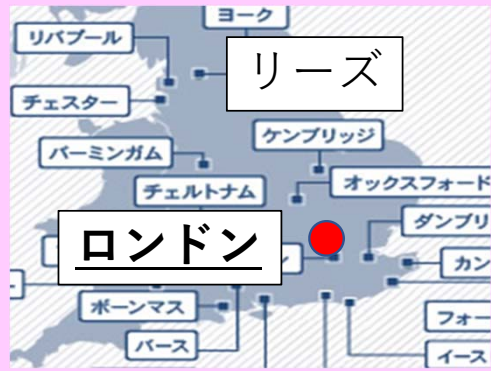 ヨーク
リバプール
リーズ
チェスター
ケンブリッジ
バーミンガム
チェルトナム
オックスフォード
ダンブリ
ロンドン
ン
カン
ボーンマス
フォー
バース
イース